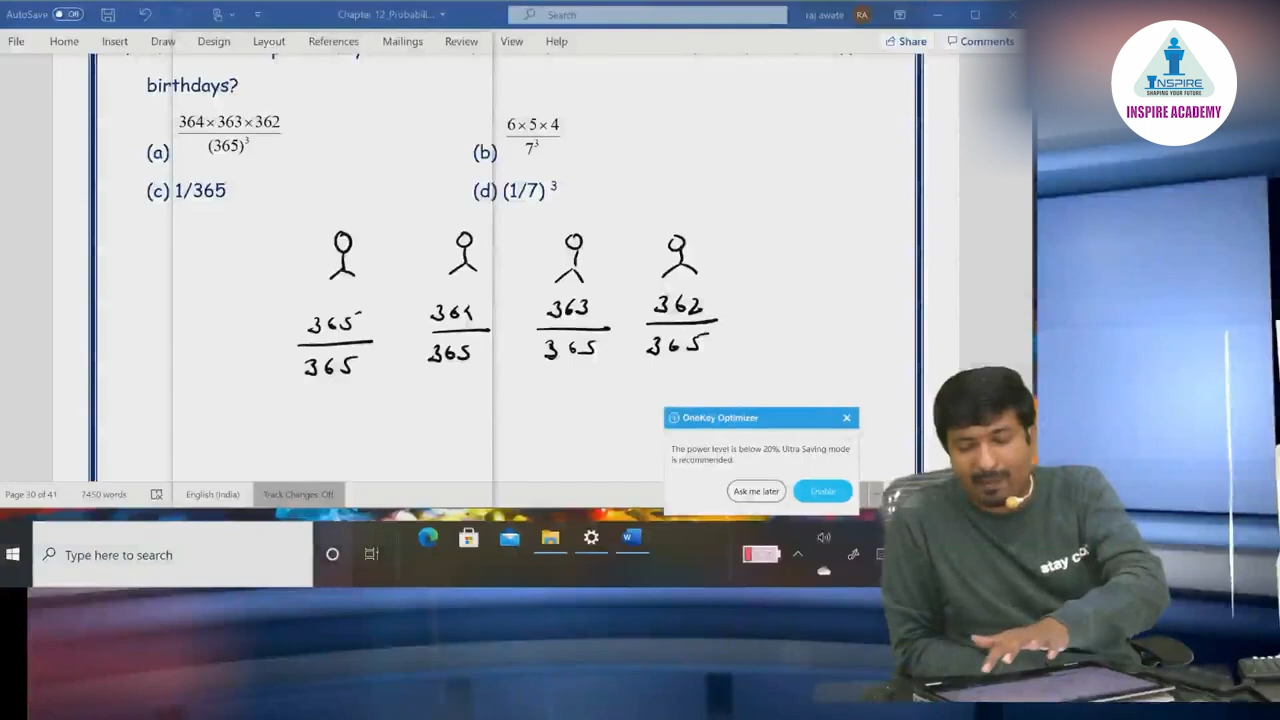 AutoSave Off Chapter 12_Probabili... Search raj awate RA
File Home Insert Draw Design Layout References Mailings Review View Help Share Comments
birthdays?
(a) 364 × 363 × 362 / (365)³ (b) 6 × 5 × 4 / 7³
(c) 1/365 (d) (1/7) ³
365 364 363 362
365 365 365 365
OneKey Optimizer
The power level is below 20%, Ultra Saving mode
is recommended.
Ask me later Enable
Page 30 of 41 7450 words English (India) Track Changes: Off
Type here to search
INSPIRE
SHAPING YOUR FUTURE
INSPIRE ACADEMY